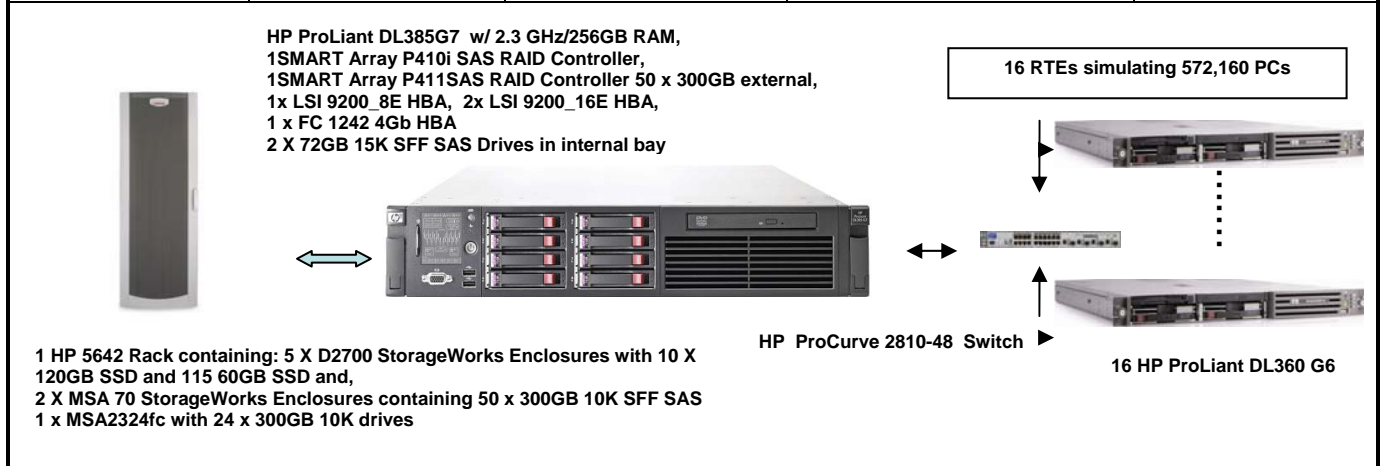 HP ProLiant DL385G7 w/ 2.3 GHz/256GB RAM,
1SMART Array P410i SAS RAID Controller,
1SMART Array P411SAS RAID Controller 50 x 300GB external,
1x LSI 9200_8E HBA, 2x LSI 9200_16E HBA,
1 x FC 1242 4Gb HBA
2 X 72GB 15K SFF SAS Drives in internal bay
16 RTEs simulating 572,160 PCs
HP ProCurve 2810-48 Switch
16 HP ProLiant DL360 G6
1 HP 5642 Rack containing: 5 X D2700 StorageWorks Enclosures with 10 X
120GB SSD and 115 60GB SSD and,
2 X MSA 70 StorageWorks Enclosures containing 50 x 300GB 10K SFF SAS
1 x MSA2324fc with 24 x 300GB 10K drives